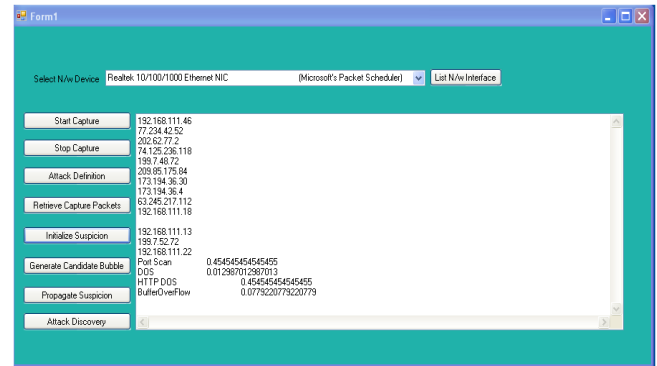 Form1
Select N/w Device Realtek 10/100/1000 Ethernet NIC (Microsoft's Packet Scheduler) List N/w Interface
Start Capture
Stop Capture
Attack Definition
Retrieve Capture Packets
Initialize Suspicion
Generate Candidate Bubble
Propagate Suspicion
Attack Discovery
192.168.111.46
77.234.42.52
202.62.77.2
74.125.236.118
199.7.48.72
209.85.175.84
173.194.36.30
173.194.36.4
63.245.217.112
192.168.111.18
192.168.111.13
199.7.52.72
192.168.111.22
Port Scan 0.454545454545455
DOS 0.012987012987013
HTTP DOS 0.454545454545455
BufferOverFlow 0.0779220779220779